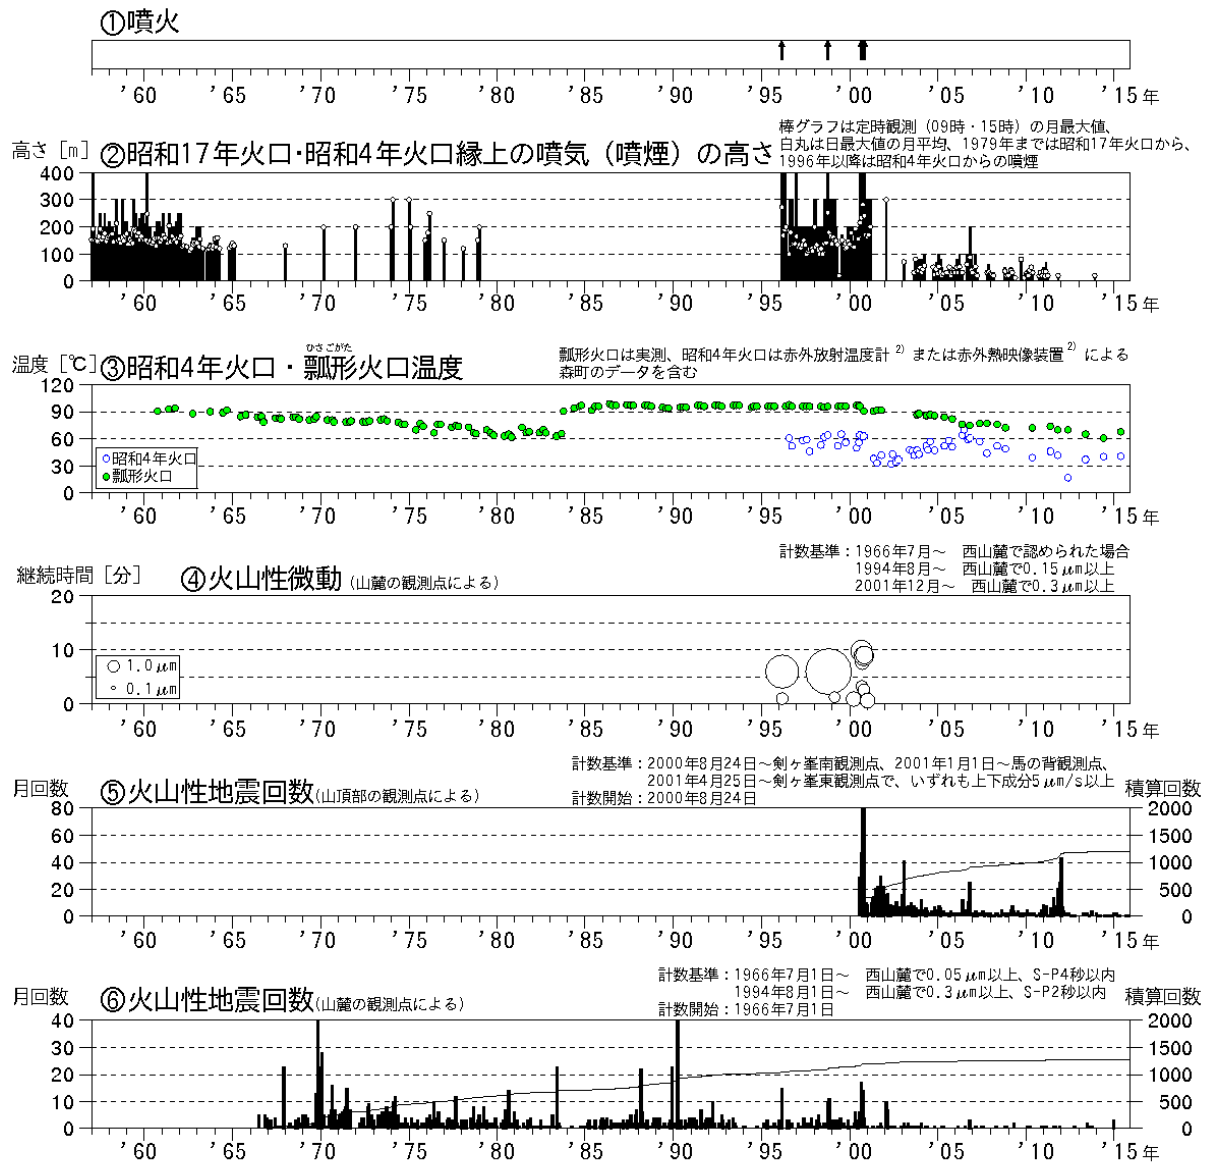 ①噴火
'60 '65 '70 '75 '80 '85 '90 '95 '00 '05 '10 '15 年
棒グラフは定時観測（09時・15時）の月最大値、
高さ［m］ ②昭和17年火口･昭和4年火口縁上の噴気（噴煙）の高さ 白丸は日最大値の月平均、1979年までは昭和17年火口から、
1996年以降は昭和4年火口からの噴煙
400
300
200
100
0
'60 '65 '70 '75 '80 '85 '90 '95 '00 '05 '10 '15 年
ひさごがた
温度［℃］ ③昭和4年火口・瓢形火口温度 瓢形火口は実測、昭和4年火口は赤外放射温度計 2) または赤外熱映像装置 2) による
森町のデータを含む
120
90
60
昭和4年火口
30
瓢形火口
0
'60 '65 '70 '75 '80 '85 '90 '95 '00 '05 '10 '15 年
計数基準：1966年7月～ 西山麓で認められた場合
継続時間［分］ ④火山性微動 (山麓の観測点による) 1994年8月～ 西山麓で0.15μm以上
2001年12月～ 西山麓で0.3μm以上
20
10
1.0μm
0.1μm
0
'60 '65 '70 '75 '80 '85 '90 '95 '00 '05 '10 '15 年
計数基準：2000年8月24日～剣ヶ峯南観測点、2001年1月1日～馬の背観測点、
2001年4月25日～剣ヶ峯東観測点で、いずれも上下成分5μm/s以上
月回数 ⑤火山性地震回数(山頂部の観測点による) 計数開始：2000年8月24日 積算回数
80 2000
60 1500
40 1000
20 500
0 0
'60 '65 '70 '75 '80 '85 '90 '95 '00 '05 '10 '15 年
計数基準：1966年7月1日～ 西山麓で0.05μm以上、S-P4秒以内
1994年8月1日～ 西山麓で0.3μm以上、S-P2秒以内
月回数 ⑥火山性地震回数(山麓の観測点による) 計数開始：1966年7月1日 積算回数
40 2000
30 1500
20 1000
10 500
0 0
'60 '65 '70 '75 '80 '85 '90 '95 '00 '05 '10 '15 年